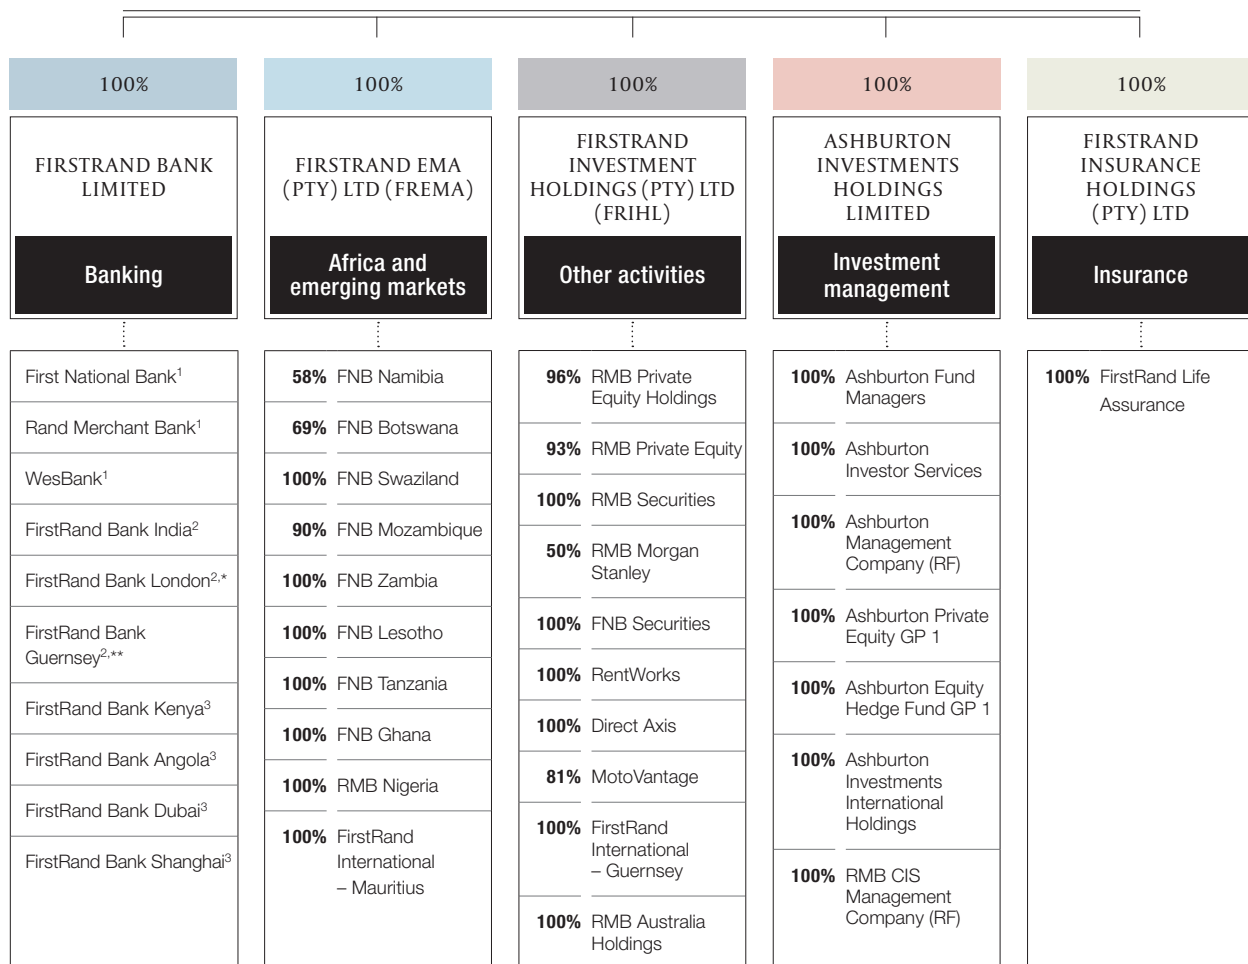 100%
FIRSTRAND BANK
LIMITED
Banking
First National Bank¹
Rand Merchant Bank¹
WesBank¹
FirstRand Bank India²
FirstRand Bank London²,*
FirstRand Bank
Guernsey²,**
FirstRand Bank Kenya³
FirstRand Bank Angola³
FirstRand Bank Dubai³
FirstRand Bank Shanghai³
100%
FIRSTRAND EMA
(PTY) LTD (FREMA)
Africa and
emerging markets
58% FNB Namibia
69% FNB Botswana
100% FNB Swaziland
90% FNB Mozambique
100% FNB Zambia
100% FNB Lesotho
100% FNB Tanzania
100% FNB Ghana
100% RMB Nigeria
100% FirstRand
International
– Mauritius
100%
FIRSTRAND
INVESTMENT
HOLDINGS (PTY) LTD
(FRIHL)
Other activities
96% RMB Private
Equity Holdings
93% RMB Private Equity
100% RMB Securities
50% RMB Morgan
Stanley
100% FNB Securities
100% RentWorks
100% Direct Axis
81% MotoVantage
100% FirstRand
International
– Guernsey
100% RMB Australia
Holdings
100%
ASHBURTON
INVESTMENTS
HOLDINGS
LIMITED
Investment
management
100% Ashburton Fund
Managers
100% Ashburton
Investor Services
100% Ashburton
Management
Company (RF)
100% Ashburton Private
Equity GP 1
100% Ashburton Equity
Hedge Fund GP 1
100% Ashburton
Investments
International
Holdings
100% RMB CIS
Management
Company (RF)
100%
FIRSTRAND
INSURANCE
HOLDINGS
(PTY) LTD
Insurance
100% FirstRand Life
Assurance